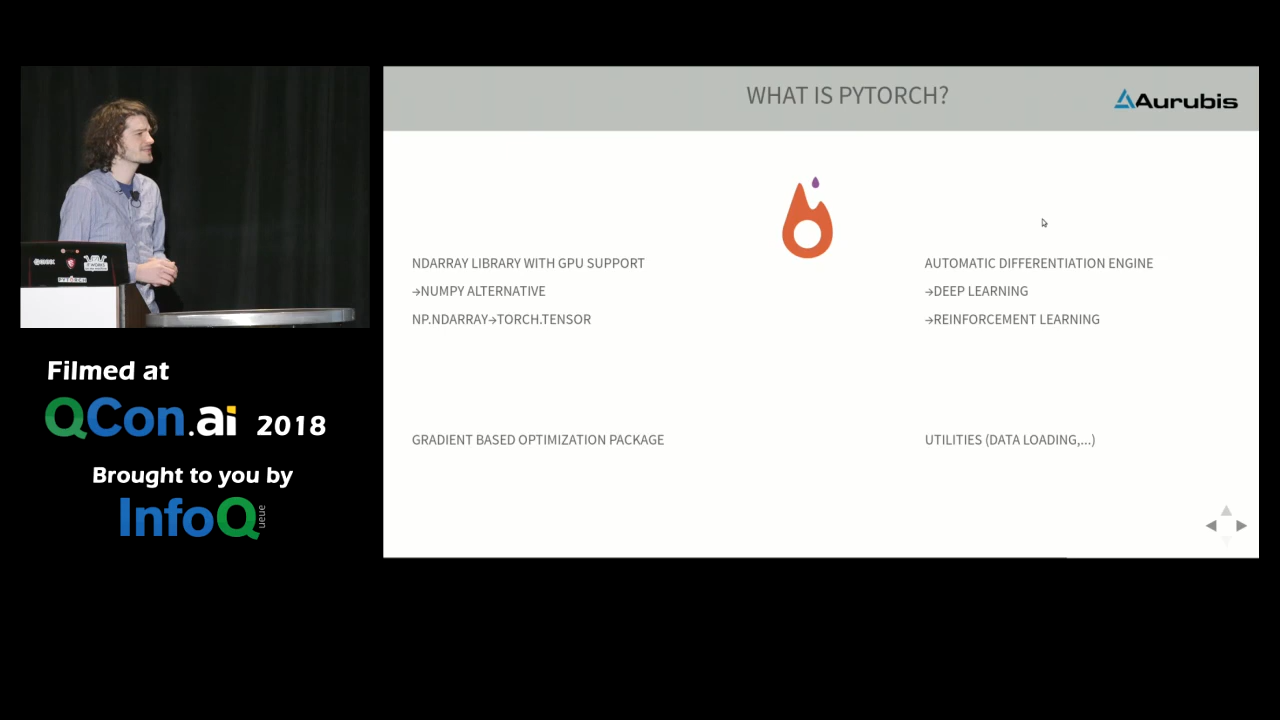 WHAT IS PYTORCH?
Aurubis
NDARRAY LIBRARY WITH GPU SUPPORT
→NUMPY ALTERNATIVE
NP.NDARRAY→TORCH.TENSOR
AUTOMATIC DIFFERENTIATION ENGINE
→DEEP LEARNING
→REINFORCEMENT LEARNING
GRADIENT BASED OPTIMIZATION PACKAGE
UTILITIES (DATA LOADING,...)
PYTORCH
Filmed at
QCon.ai 2018
Brought to you by
InfoQueue